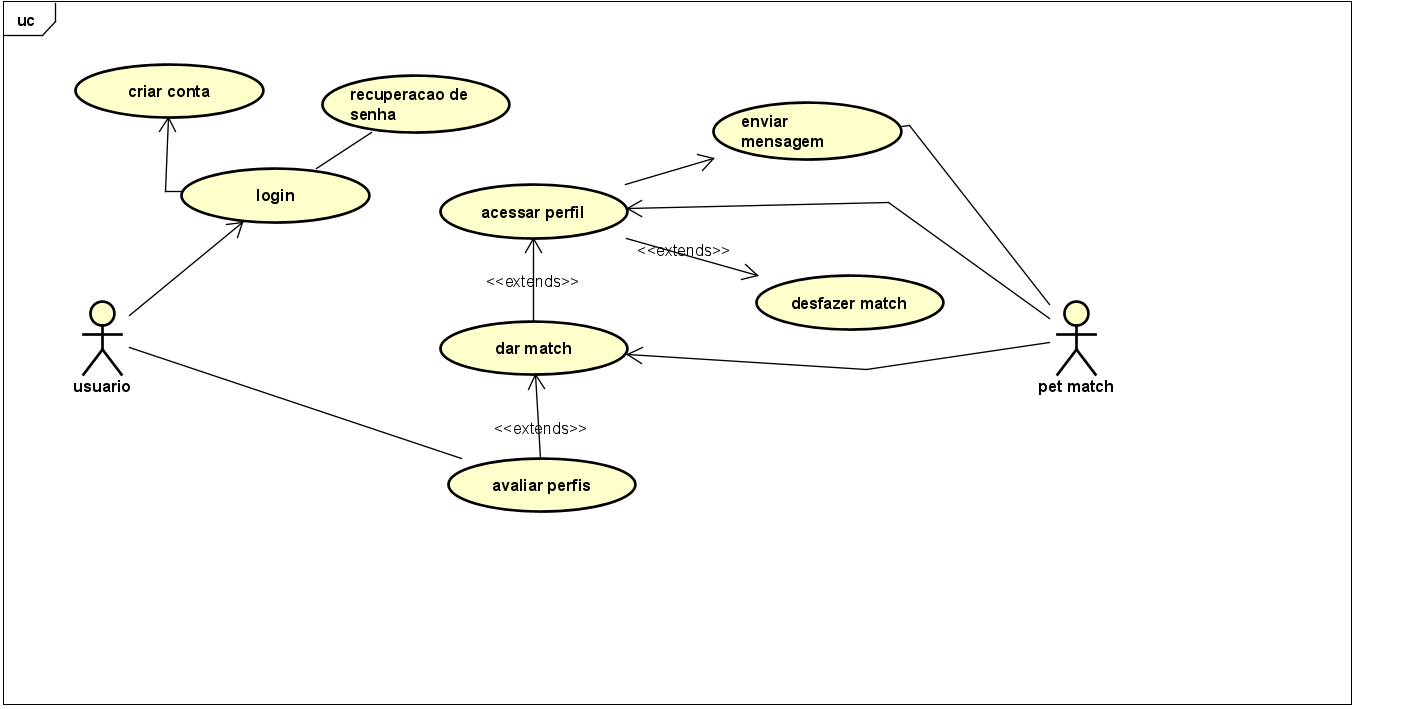 uc
criar conta
recuperacao de
senha
enviar
mensagem
login
acessar perfil
<<extends>>
<<extends>>
desfazer match
dar match
usuario
pet match
<<extends>>
avaliar perfis